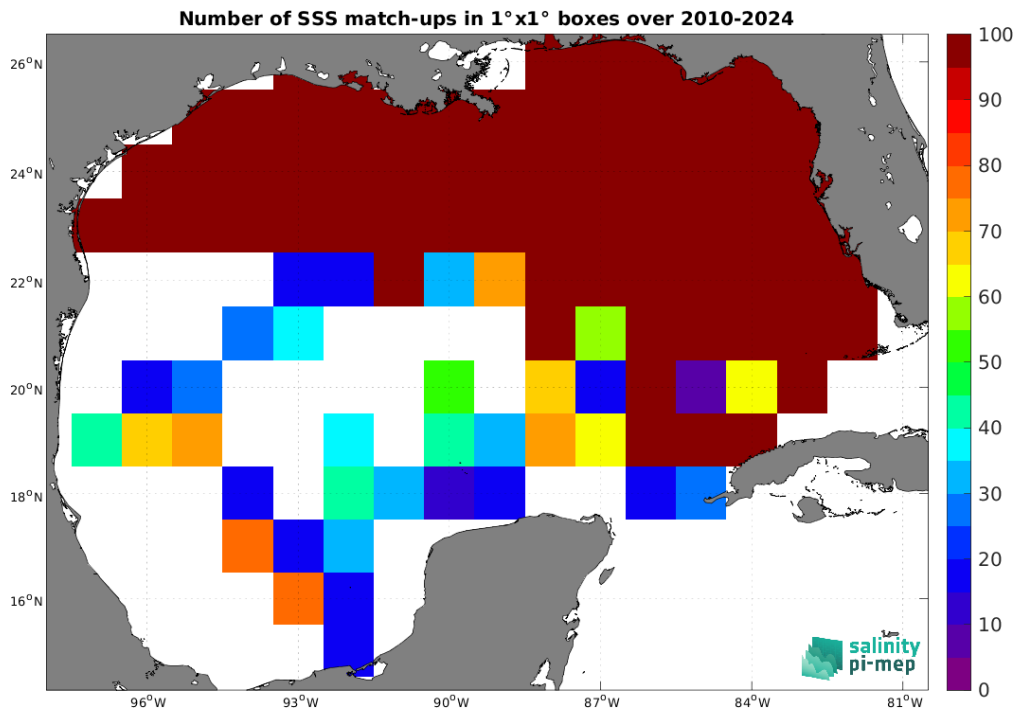 Number of SSS match-ups in 1°x1° boxes over 2010-2024
26°N
24°N
22°N
20°N
18°N
16°N
96°W
93°W
90°W
87°W
84°W
81°W
100
90
80
70
60
50
40
30
20
10
0
salinity
pi-mep